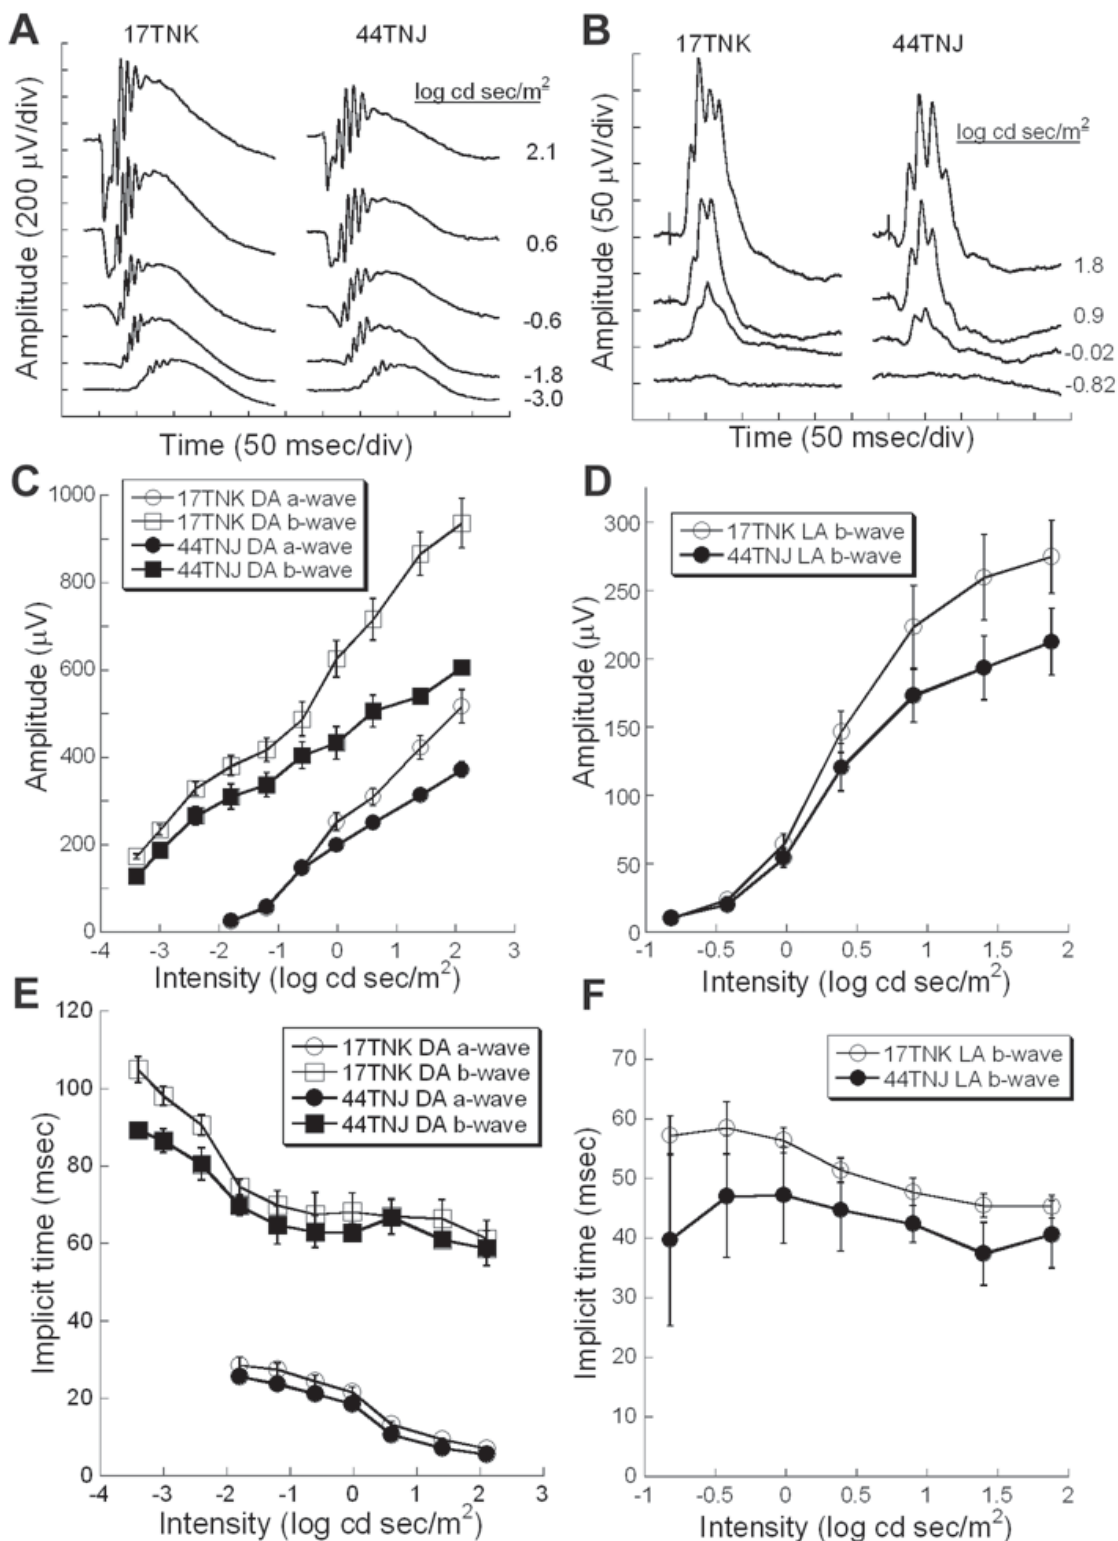 A
17TNK
44TNJ
log cd sec/m²
2.1
0.6
-0.6
-1.8
-3.0
Amplitude (200 μV/div)
Time (50 msec/div)
B
17TNK
44TNJ
log cd sec/m²
1.8
0.9
-0.02
-0.82
Amplitude (50 μV/div)
Time (50 msec/div)
C
17TNK DA a-wave
17TNK DA b-wave
44TNJ DA a-wave
44TNJ DA b-wave
1000
800
600
400
200
0
Amplitude (μV)
-4 -3 -2 -1 0 1 2 3
Intensity (log cd sec/m²)
D
17TNK LA b-wave
44TNJ LA b-wave
300
250
200
150
100
50
0
Amplitude (μV)
-1 -0.5 0 0.5 1 1.5 2
Intensity (log cd sec/m²)
E
17TNK DA a-wave
17TNK DA b-wave
44TNJ DA a-wave
44TNJ DA b-wave
120
100
80
60
40
20
0
Implicit time (msec)
-4 -3 -2 -1 0 1 2 3
Intensity (log cd sec/m²)
F
17TNK LA b-wave
44TNJ LA b-wave
70
60
50
40
30
20
10
0
Implicit time (msec)
-1 -0.5 0 0.5 1 1.5 2
Intensity (log cd sec/m²)